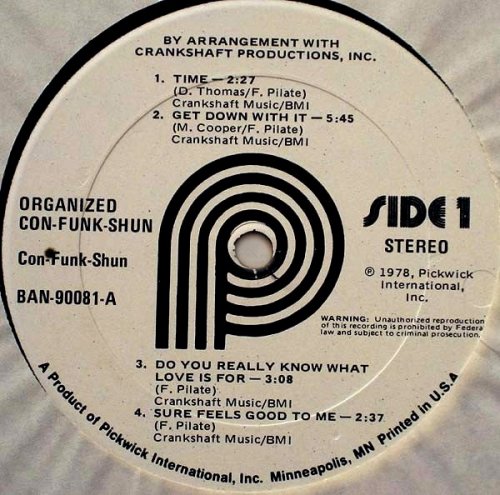 BY ARRANGEMENT WITH
CRANKSHAFT PRODUCTIONS, INC.
1. TIME — 2:27
(D. Thomas/F. Pilate)
Crankshaft Music/BMI
2. GET DOWN WITH IT — 5:45
(M. Cooper/F. Pilate)
Crankshaft Music/BMI
ORGANIZED
CON-FUNK-SHUN
Con-Funk-Shun
BAN-90081-A
SIDE 1
STEREO
℗ 1978, Pickwick
International,
Inc.
WARNING: Unauthorized reproduction
of this recording is prohibited by Federal
law and subject to criminal prosecution.
3. DO YOU REALLY KNOW WHAT
LOVE IS FOR — 3:08
(F. Pilate)
Crankshaft Music/BMI
4. SURE FEELS GOOD TO ME — 2:37
(F. Pilate)
Crankshaft Music/BMI
A Product of Pickwick International, Inc. Minneapolis, MN Printed in U.S.A